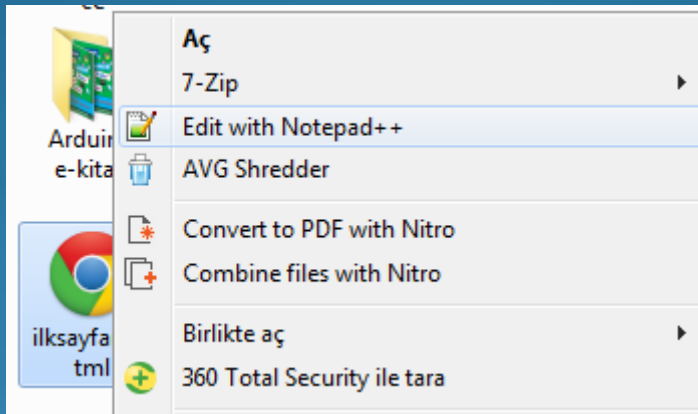 Aç
7-Zip
Edit with Notepad++
AVG Shredder
Convert to PDF with Nitro
Combine files with Nitro
Birlikte aç
360 Total Security ile tara
Arduin
e-kita
ilksayfa
tml